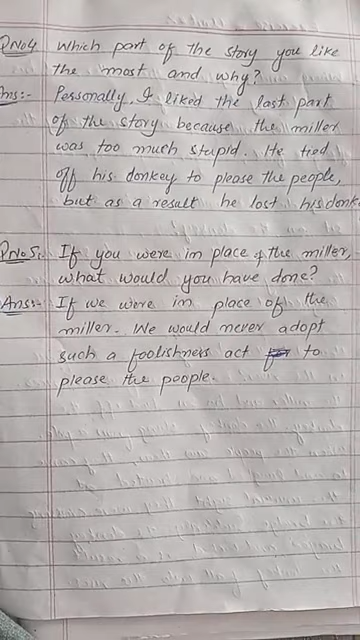 QNo4. Which part of the story you like
the most and why?
Ans:- Personally, I liked the last part
of the story because the miller
was too much stupid. He tied
off his donkey to please the people,
but as a result he lost his donk
QNo5. If you were in place of the miller,
what would you have done?
Ans:- If we were in place of the
miller. We would never adopt
such a foolishness act to
please the people.